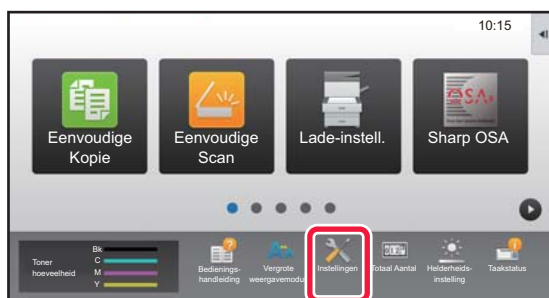 10:15
Eenvoudige
Kopie
Eenvoudige
Scan
Lade-instell.
Sharp OSA
OSA
Toner
hoeveelheid
Bk
C
M
Y
Bedienings-
handleiding
Vergrote
weergavemodu
Instellingen
Totaal Aantal
Helderheids-
instelling
Taakstatus